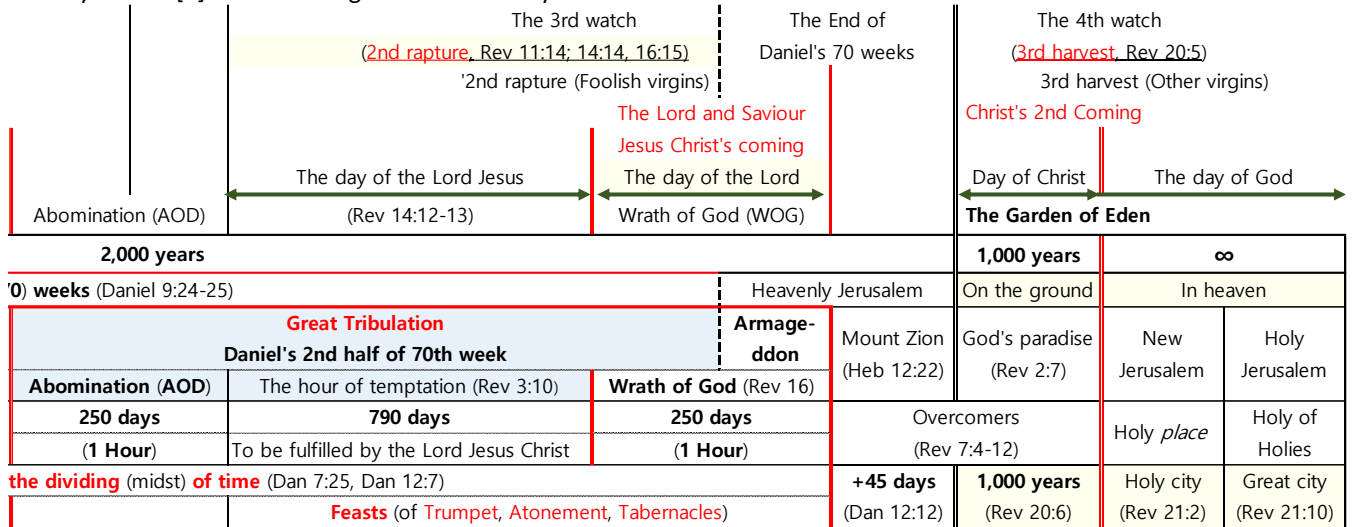 The 3rd watch The End of The 4th watch
(2nd rapture, Rev 11:14; 14:14, 16:15) Daniel's 70 weeks (3rd harvest, Rev 20:5)
'2nd rapture (Foolish virgins) 3rd harvest (Other virgins)
The Lord and Saviour Christ's 2nd Coming
Jesus Christ's coming
The day of the Lord Jesus The day of the Lord Day of Christ The day of God
Abomination (AOD) (Rev 14:12-13) Wrath of God (WOG) The Garden of Eden
2,000 years 1,000 years ∞
'0) weeks (Daniel 9:24-25) Heavenly Jerusalem On the ground In heaven
Great Tribulation Armage-
Daniel's 2nd half of 70th week ddon
Mount Zion God's paradise New Holy
(Heb 12:22) (Rev 2:7) Jerusalem Jerusalem
Abomination (AOD) The hour of temptation (Rev 3:10) Wrath of God (Rev 16)
250 days 790 days 250 days Overcomers Holy place Holy of
(1 Hour) To be fulfilled by the Lord Jesus Christ (1 Hour) (Rev 7:4-12) Holies
the dividing (midst) of time (Dan 7:25, Dan 12:7) +45 days 1,000 years Holy city Great city
Feasts (of Trumpet, Atonement, Tabernacles) (Dan 12:12) (Rev 20:6) (Rev 21:2) (Rev 21:10)